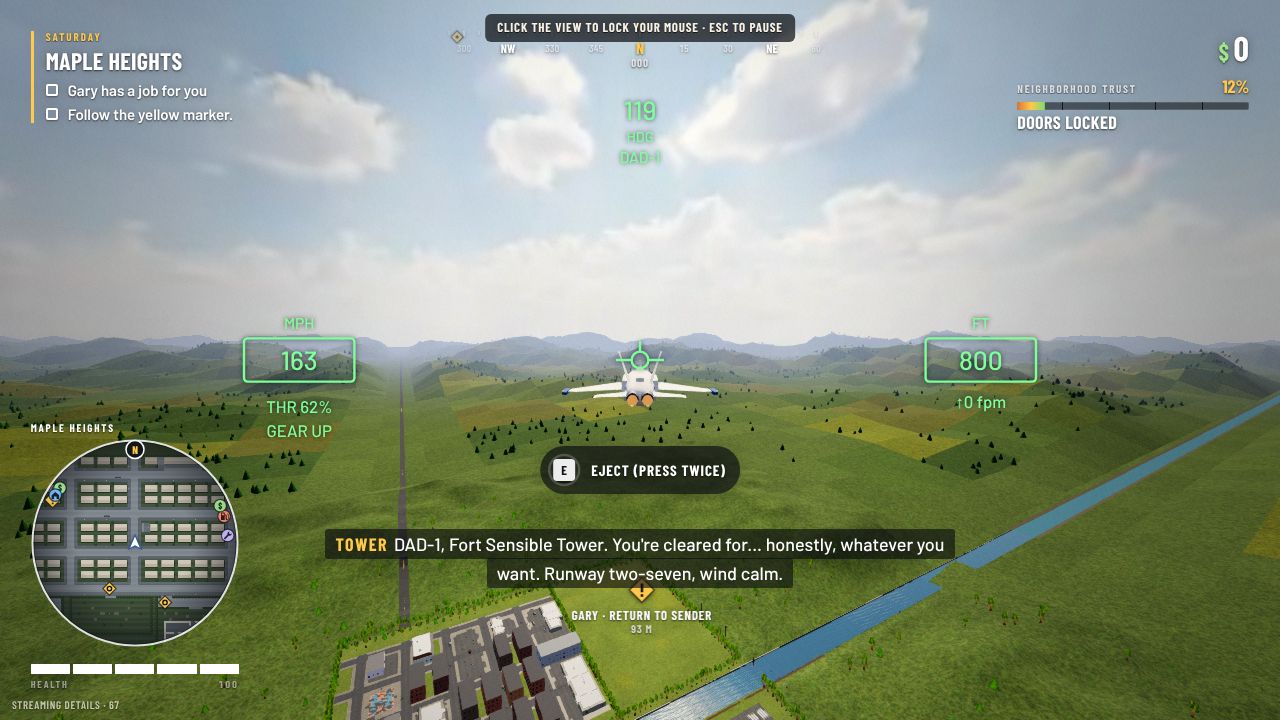 CLICK THE VIEW TO LOCK YOUR MOUSE · ESC TO PAUSE
SATURDAY
MAPLE HEIGHTS
Gary has a job for you
Follow the yellow marker.
300 NW 330 345 N 15 30 NE 60
000
119
HDG
DAD-1
$ 0
NEIGHBORHOOD TRUST 12%
DOORS LOCKED
MPH
163
THR 62%
GEAR UP
FT
800
↑0 fpm
MAPLE HEIGHTS
N
$
$
E EJECT (PRESS TWICE)
TOWER DAD-1, Fort Sensible Tower. You're cleared for... honestly, whatever you
want. Runway two-seven, wind calm.
GARY · RETURN TO SENDER
93 M
HEALTH 100
STREAMING DETAILS · 67